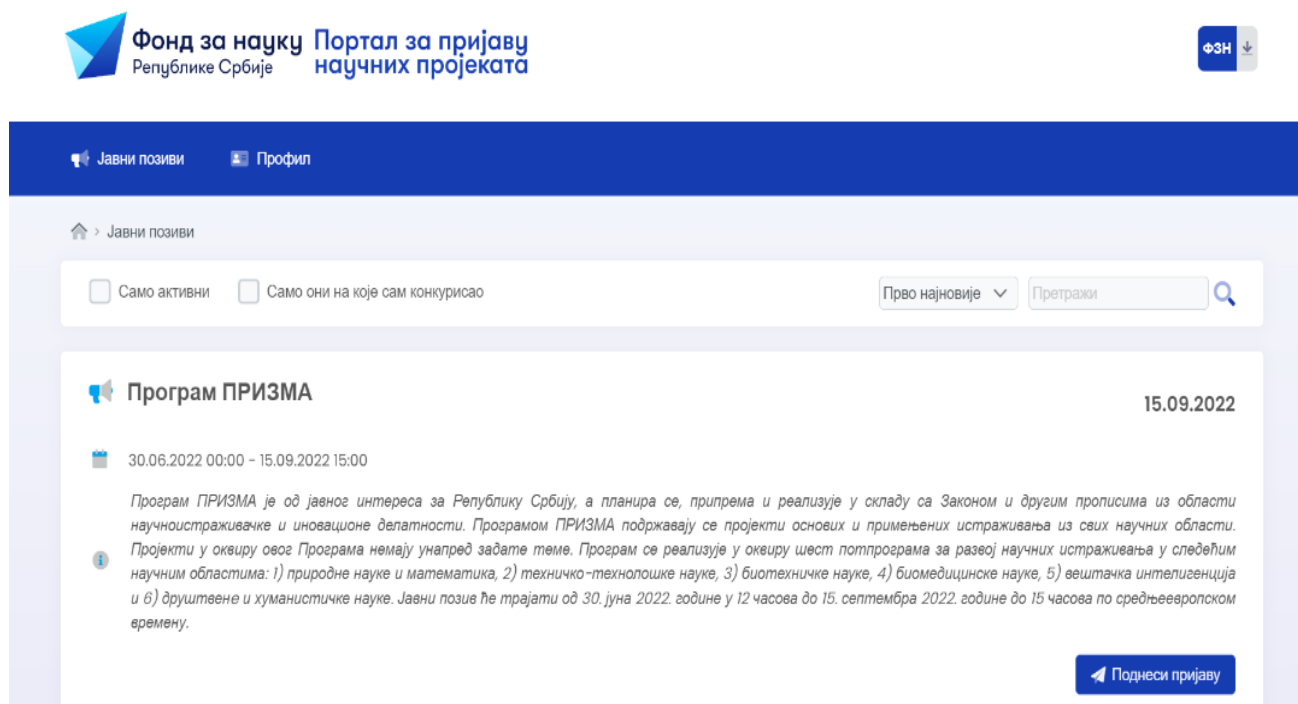 Фонд за науку
Републике Србије
Портал за пријаву
научних пројеката
ФЗН
Јавни позиви
Профил
> Јавни позиви
Само активни
Само они на које сам конкурисао
Прво најновије
Претражи
Програм ПРИЗМА
15.09.2022
30.06.2022 00:00 - 15.09.2022 15:00
Програм ПРИЗМА је од јавног интереса за Републику Србију, а планира се, припрема и реализује у складу са Законом и другим прописима из области
научноистраживачке и иновационе делатности. Програмом ПРИЗМА подржавају се пројекти основих и примењених истраживања из свих научних области.
Пројекти у оквиру овог Програма немају унапред задате теме. Програм се реализује у оквиру шест потпрограма за развој научних истраживања у следећим
научним областима: 1) природне науке и математика, 2) техничко-технолошке науке, 3) биотехничке науке, 4) биомедицинске науке, 5) вештачка интелигенција
и 6) друштвене и хуманистичке науке. Јавни позив ће трајати од 30. јуна 2022. године у 12 часова до 15. септембра 2022. године до 15 часова по средњеевропском
времену.
Поднеси пријаву